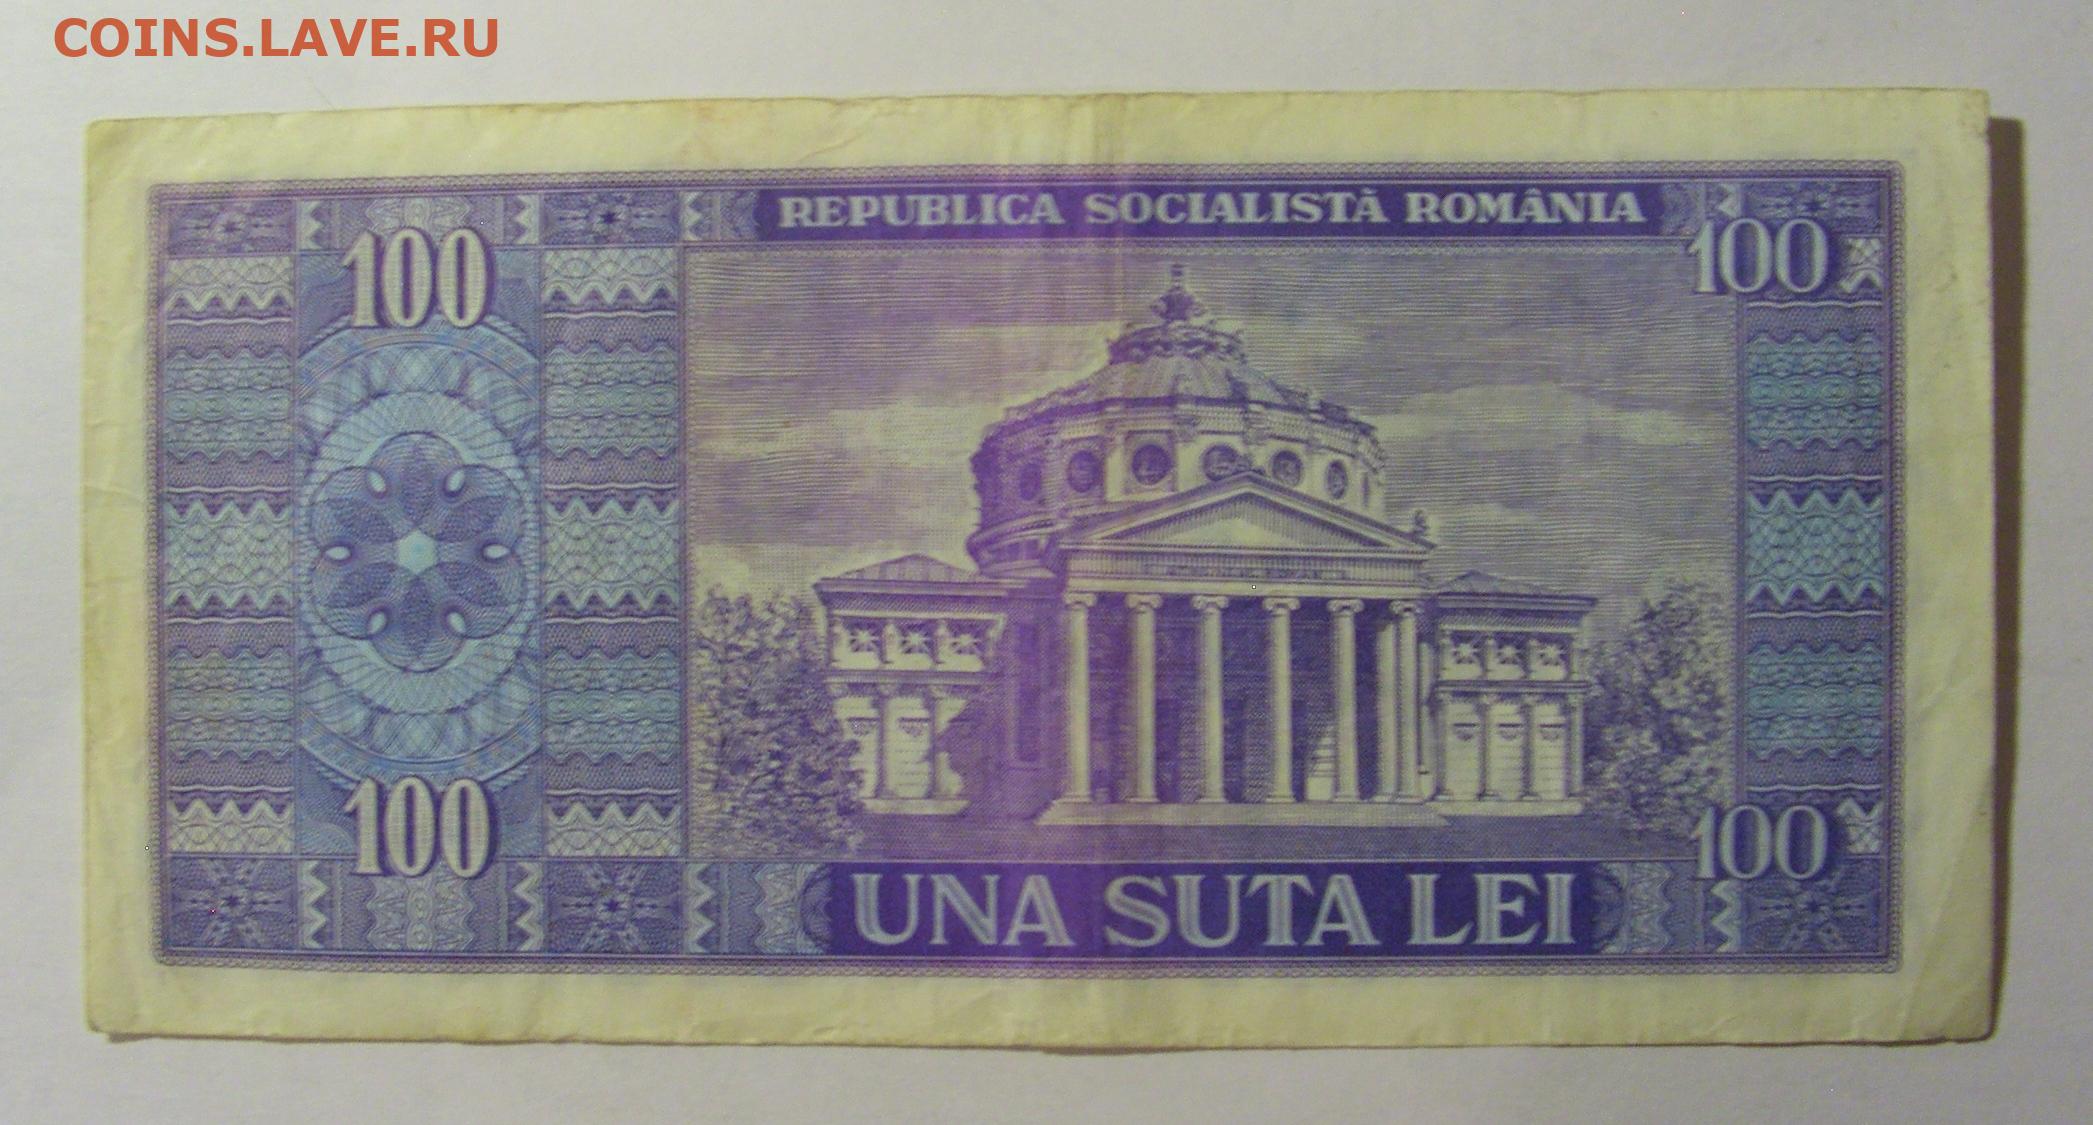 COINS.LAVE.RU
REPUBLICA SOCIALISTĂ ROMÂNIA
100
100
100
100
UNA SUTA LEI